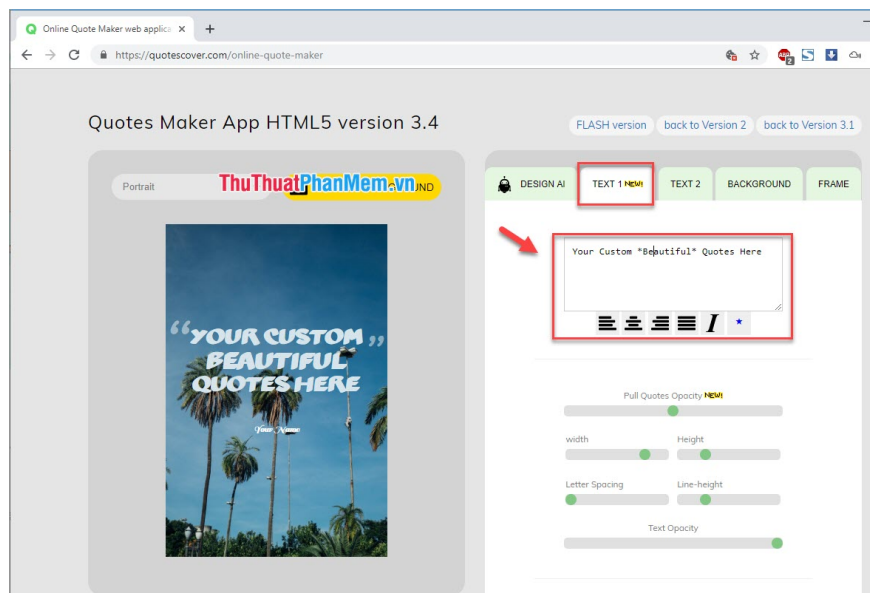 Online Quote Maker web applica
https://quotescover.com/online-quote-maker
ABP
2
Quotes Maker App HTML5 version 3.4
FLASH version
back to Version 2
back to Version 3.1
Portrait
ThuThuatPhanMem.vn
UND
DESIGN AI
TEXT 1 NEW!
TEXT 2
BACKGROUND
FRAME
Your Custom *Beautiful* Quotes Here
I
“YOUR CUSTOM„
BEAUTIFUL
QUOTES HERE
Your Name
Pull Quotes Opacity NEW!
width
Height
Letter Spacing
Line-height
Text Opacity